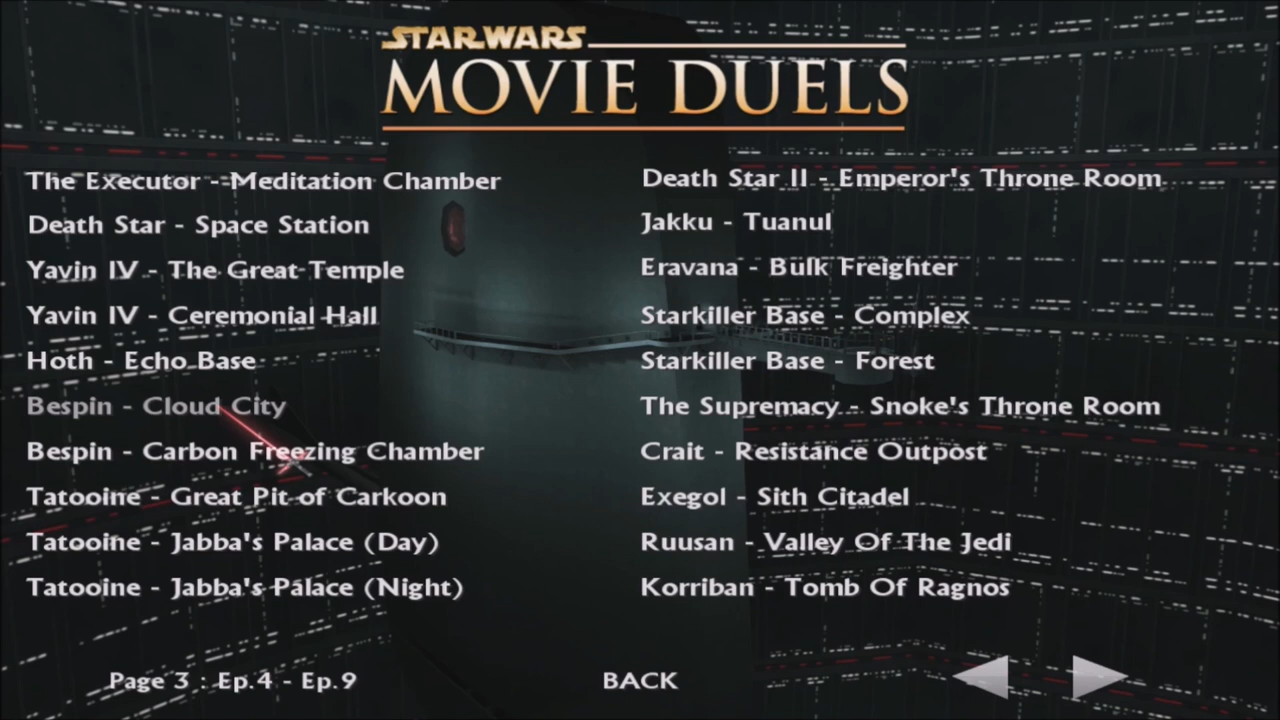 STAR WARS
MOVIE DUELS
The Executor - Meditation Chamber
Death Star - Space Station
Yavin IV - The Great Temple
Yavin IV - Ceremonial Hall
Hoth - Echo Base
Bespin - Cloud City
Bespin - Carbon Freezing Chamber
Tatooine - Great Pit of Carkoon
Tatooine - Jabba's Palace (Day)
Tatooine - Jabba's Palace (Night)
Death Star II - Emperor's Throne Room
Jakku - Tuanul
Eravana - Bulk Freighter
Starkiller Base - Complex
Starkiller Base - Forest
The Supremacy - Snoke's Throne Room
Crait - Resistance Outpost
Exegol - Sith Citadel
Ruusan - Valley Of The Jedi
Korriban - Tomb Of Ragnos
Page 3 : Ep.4 - Ep.9
BACK